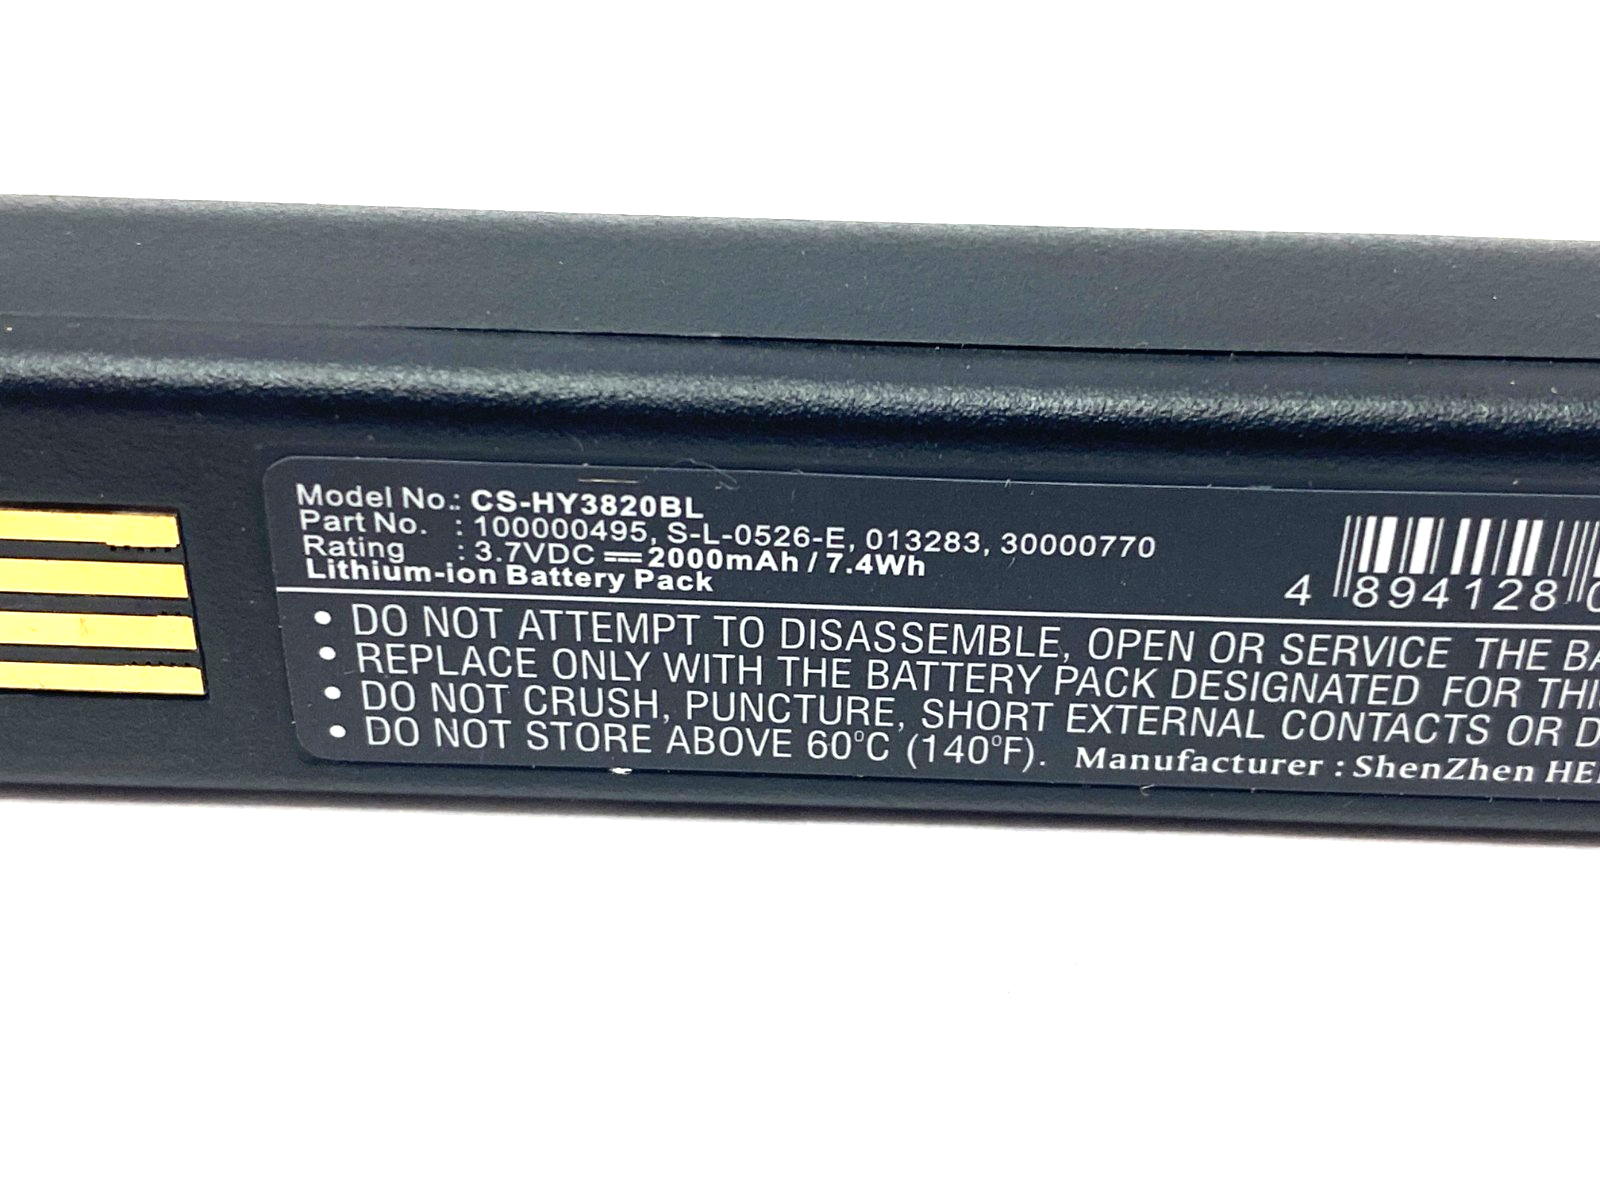 Model No.: CS-HY3820BL
Part No. : 100000495, S-L-0526-E, 013283, 30000770
Rating : 3.7VDC ⎓ 2000mAh / 7.4Wh
Lithium-ion Battery Pack
4 894128
• DO NOT ATTEMPT TO DISASSEMBLE, OPEN OR SERVICE THE
• REPLACE ONLY WITH THE BATTERY PACK DESIGNATED FOR
• DO NOT CRUSH, PUNCTURE, SHORT EXTERNAL CONTACTS OR
• DO NOT STORE ABOVE 60°C (140°F). Manufacturer : ShenZhen